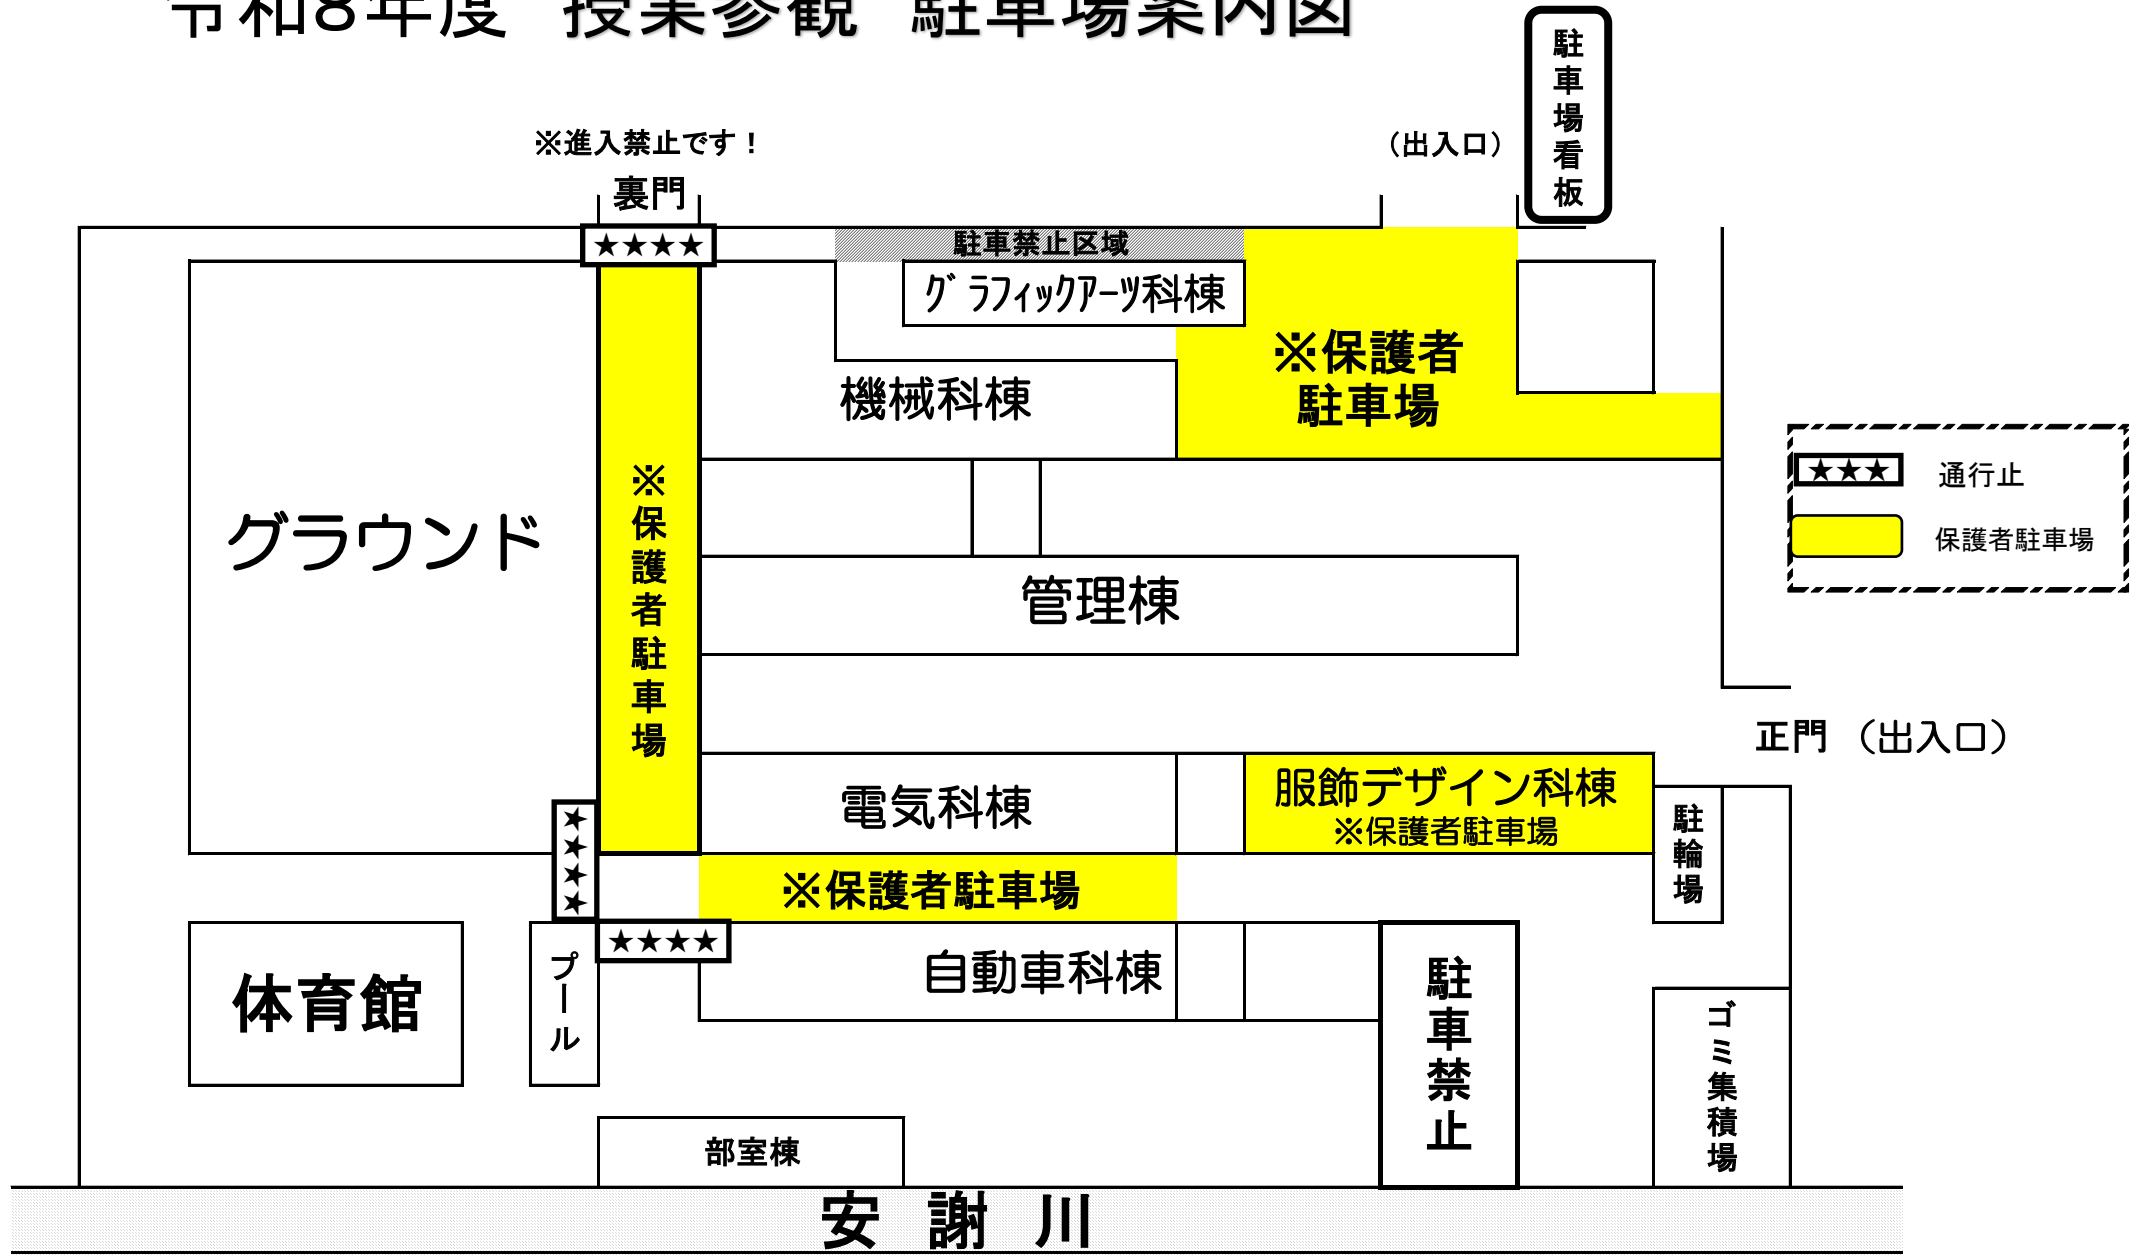 令和8年度　授業参観　駐車場案内図
駐車場看板
※進入禁止です！
（出入口）
裏門
★★★★
駐車禁止区域
グラフィックアーツ科棟
※保護者
駐車場
機械科棟
※保護者駐車場
グラウンド
★★★
通行止
保護者駐車場
管理棟
正門　（出入口）
電気科棟
服飾デザイン科棟
※保護者駐車場
駐輪場
★★★★
※保護者駐車場
★★★★
自動車科棟
プール
体育館
駐車禁止
ゴミ集積場
部室棟
安　謝　川